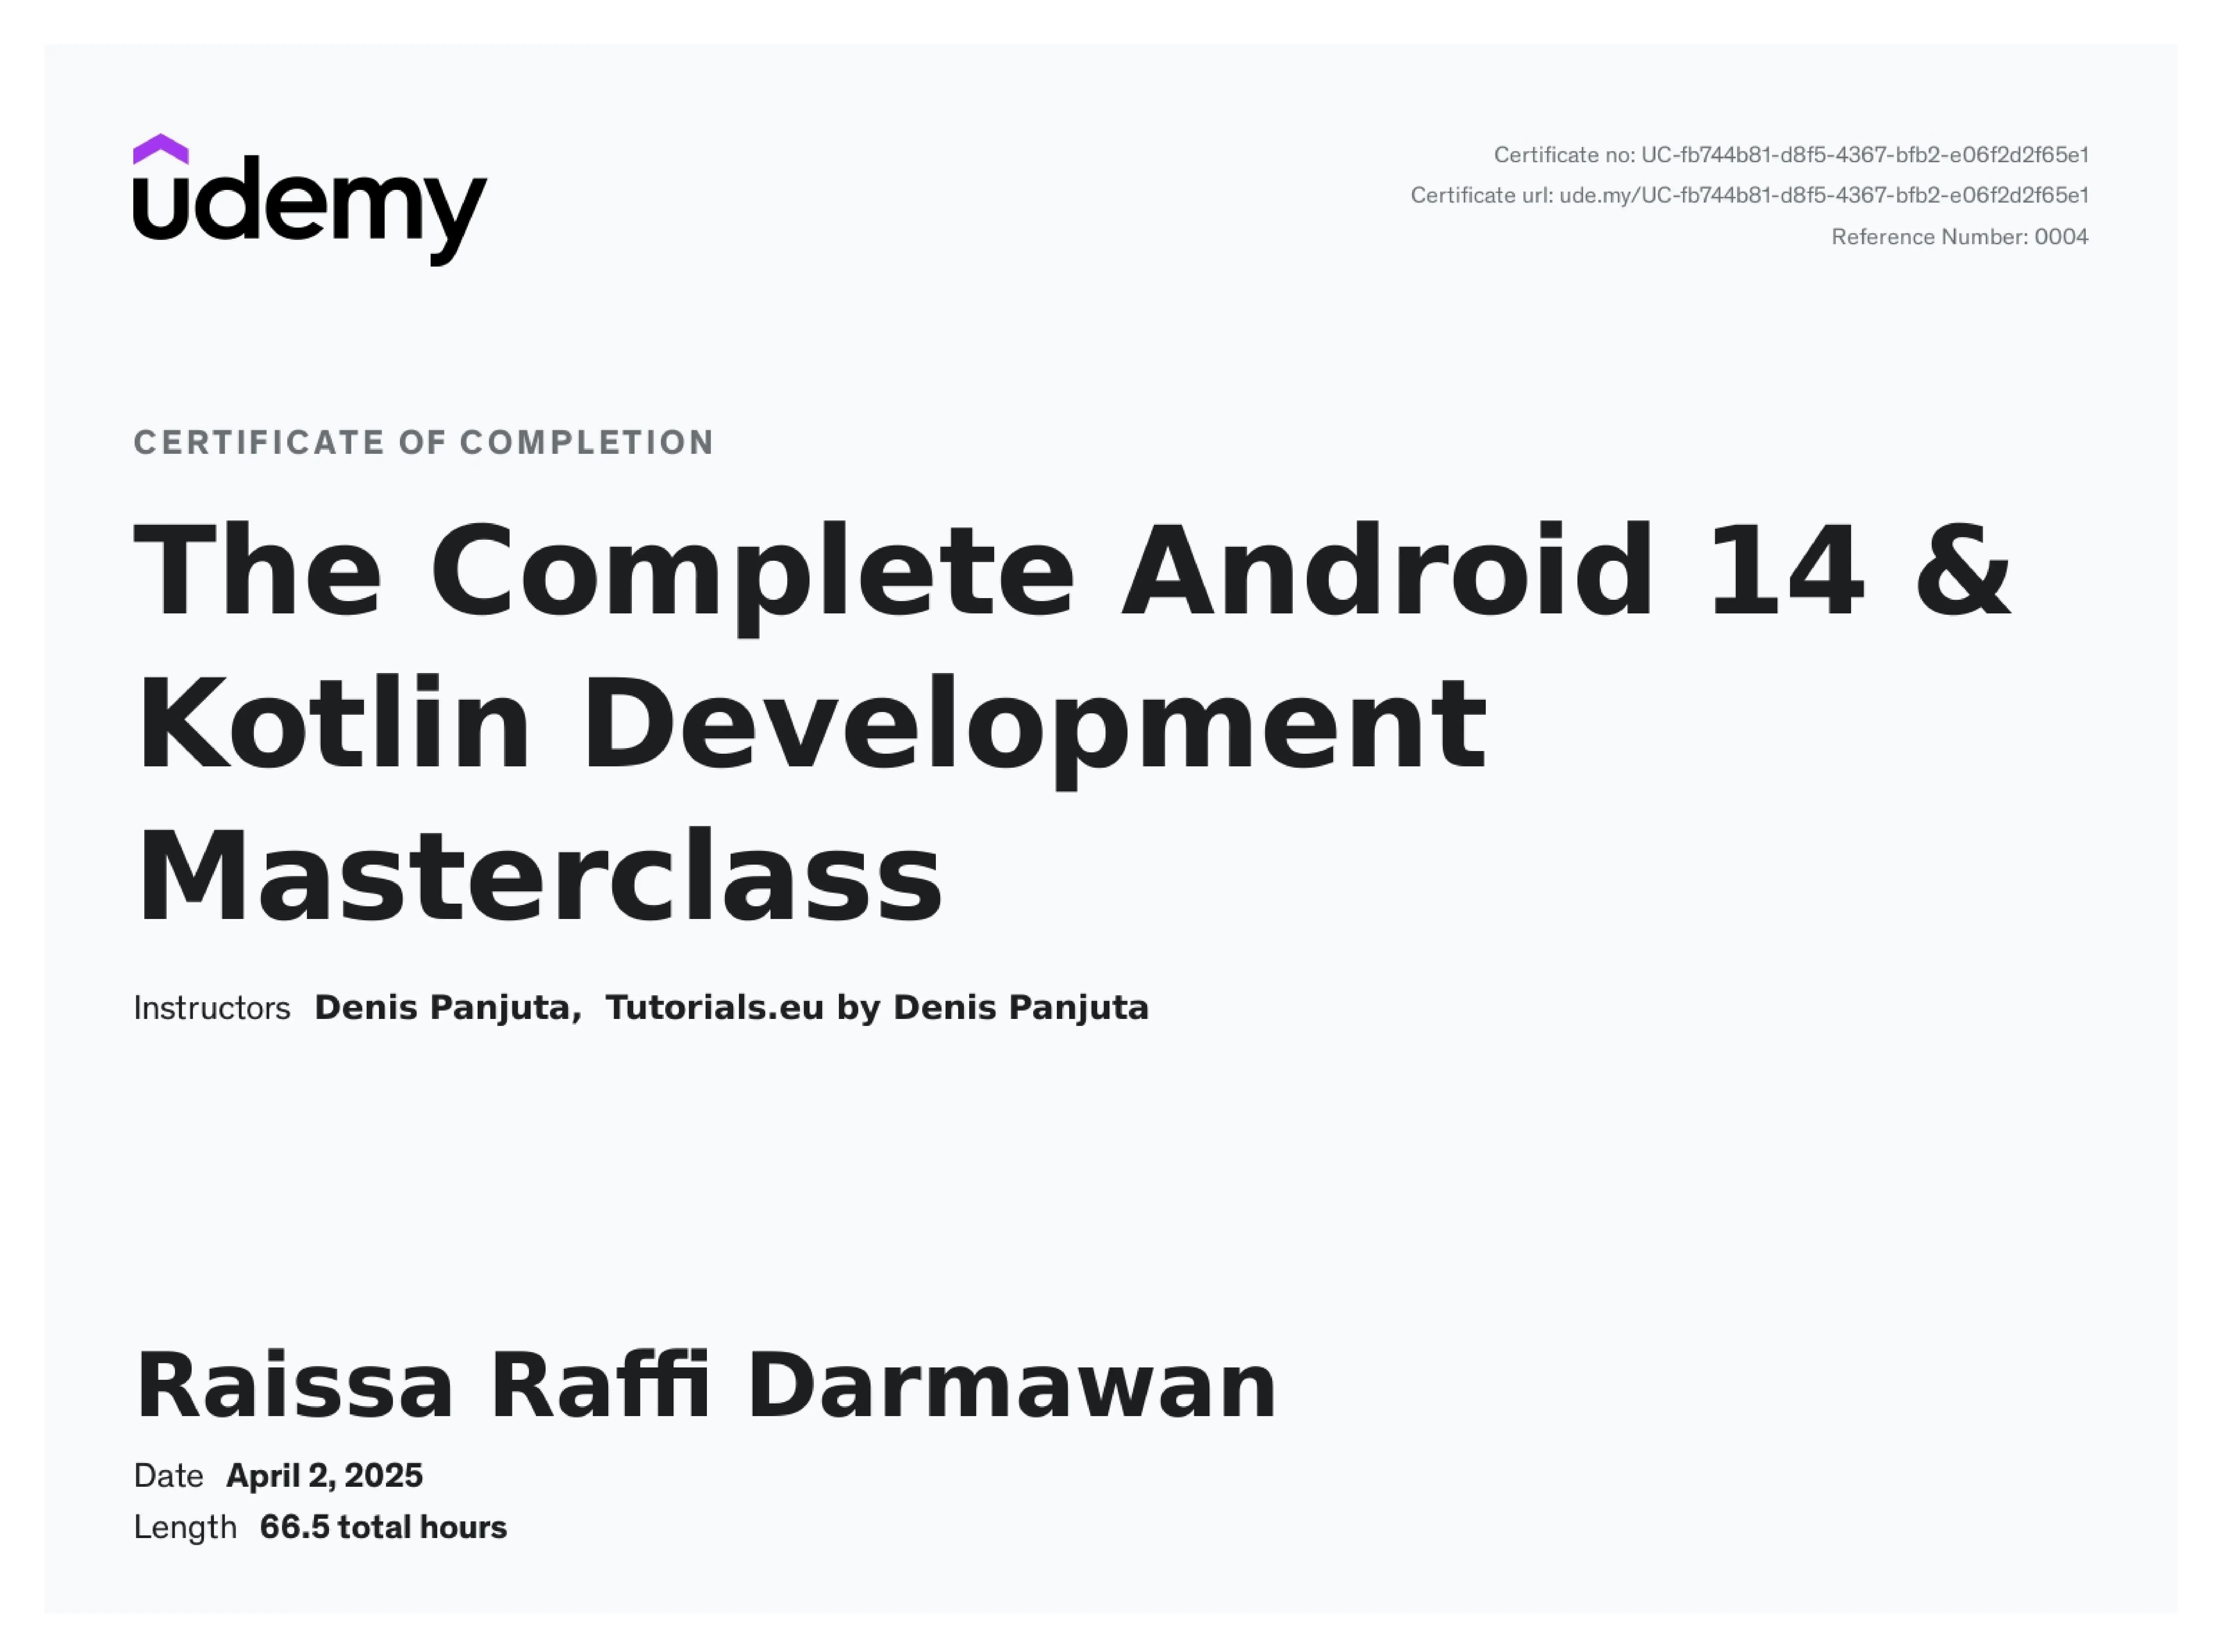 udemy
Certificate no: UC-fb744b81-d8f5-4367-bfb2-e06f2d2f65e1
Certificate url: ude.my/UC-fb744b81-d8f5-4367-bfb2-e06f2d2f65e1
Reference Number: 0004
CERTIFICATE OF COMPLETION
The Complete Android 14 &
Kotlin Development
Masterclass
Instructors Denis Panjuta, Tutorials.eu by Denis Panjuta
Raissa Raffi Darmawan
Date April 2, 2025
Length 66.5 total hours